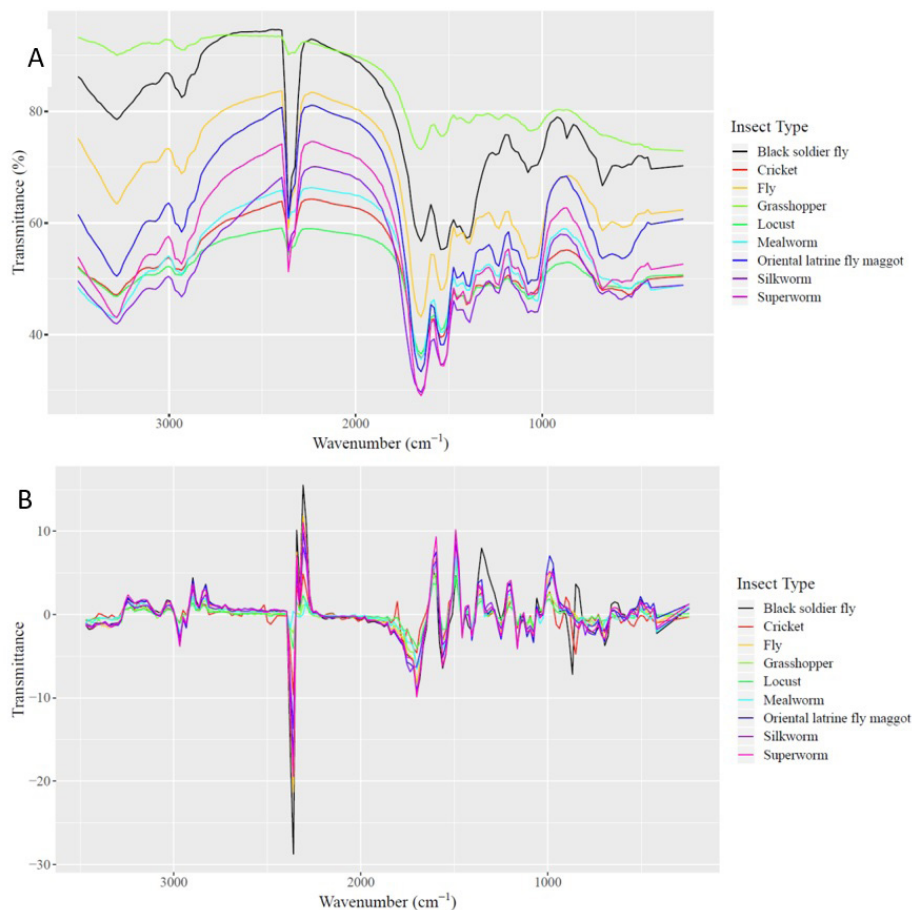 A
80
60
40
Transmittance (%)
3000
2000
1000
Wavenumber (cm⁻¹)
Insect Type
Black soldier fly
Cricket
Fly
Grasshopper
Locust
Mealworm
Oriental latrine fly maggot
Silkworm
Superworm
B
10
0
−10
−20
−30
Transmittance
3000
2000
1000
Wavenumber (cm⁻¹)
Insect Type
Black soldier fly
Cricket
Fly
Grasshopper
Locust
Mealworm
Oriental latrine fly maggot
Silkworm
Superworm